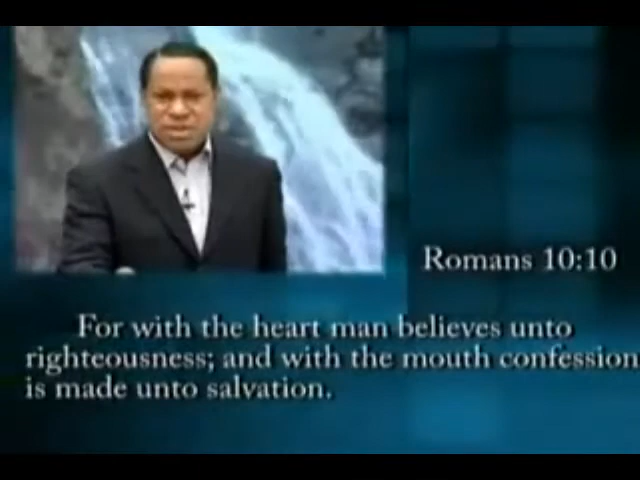 Romans 10:10
For with the heart man believes unto
righteousness; and with the mouth confession
is made unto salvation.